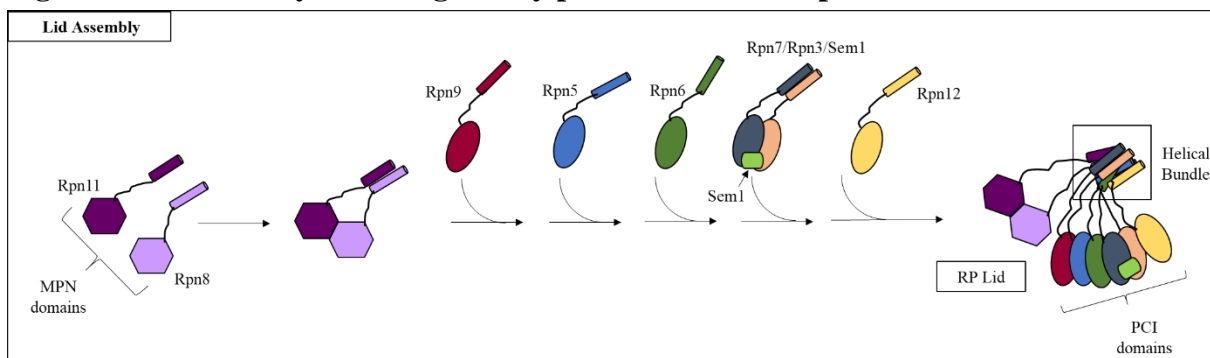 Lid Assembly
Rpn9
Rpn5
Rpn6
Rpn7/Rpn3/Sem1
Rpn12
Rpn11
Rpn8
MPN
domains
Sem1
Helical
Bundle
RP Lid
PCI
domains